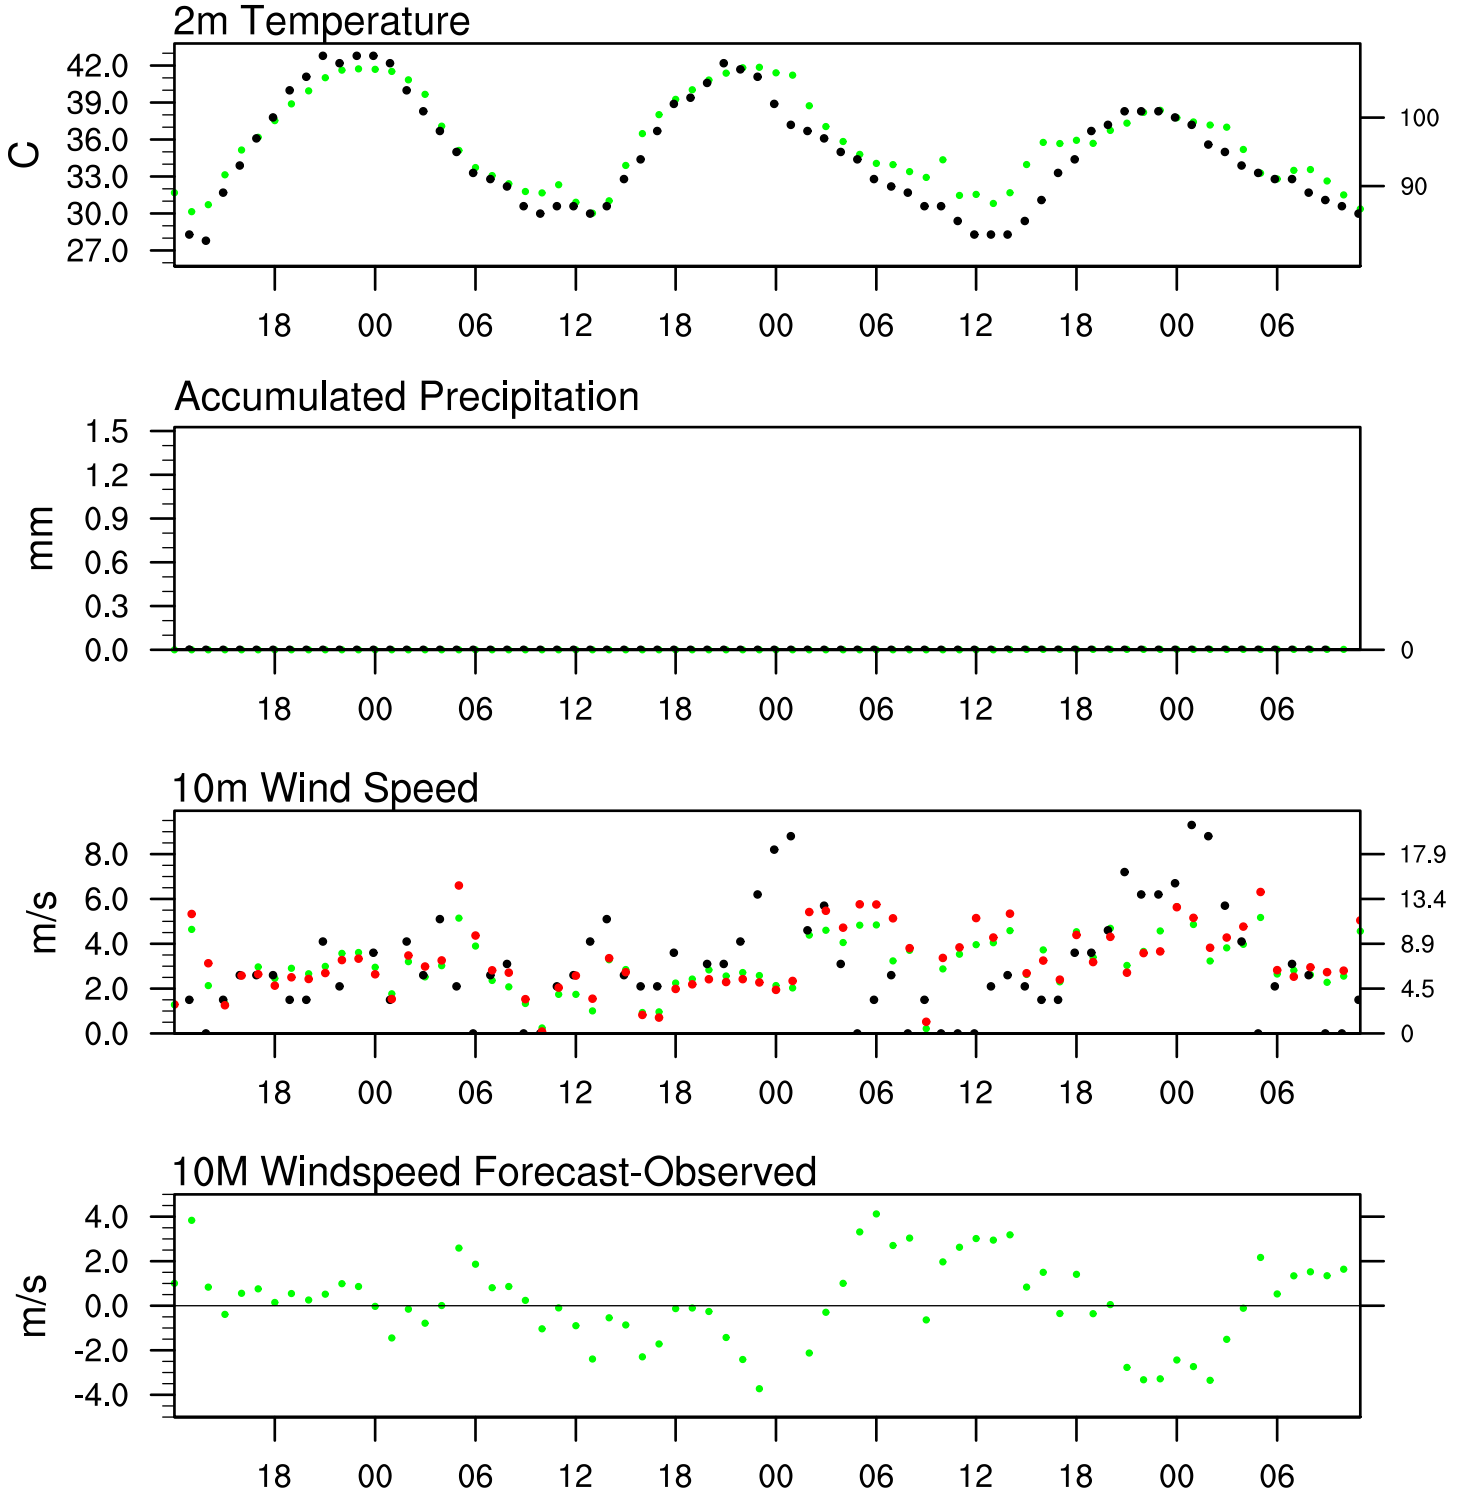 2m Temperature
42.0
39.0
36.0
33.0
30.0
27.0
C
100
90
18 00 06 12 18 00 06 12 18 00 06
Accumulated Precipitation
1.5
1.2
0.9
0.6
0.3
0.0
mm
0
18 00 06 12 18 00 06 12 18 00 06
10m Wind Speed
8.0
6.0
4.0
2.0
0.0
m/s
17.9
13.4
8.9
4.5
0
18 00 06 12 18 00 06 12 18 00 06
10M Windspeed Forecast-Observed
4.0
2.0
0.0
-2.0
-4.0
m/s
18 00 06 12 18 00 06 12 18 00 06